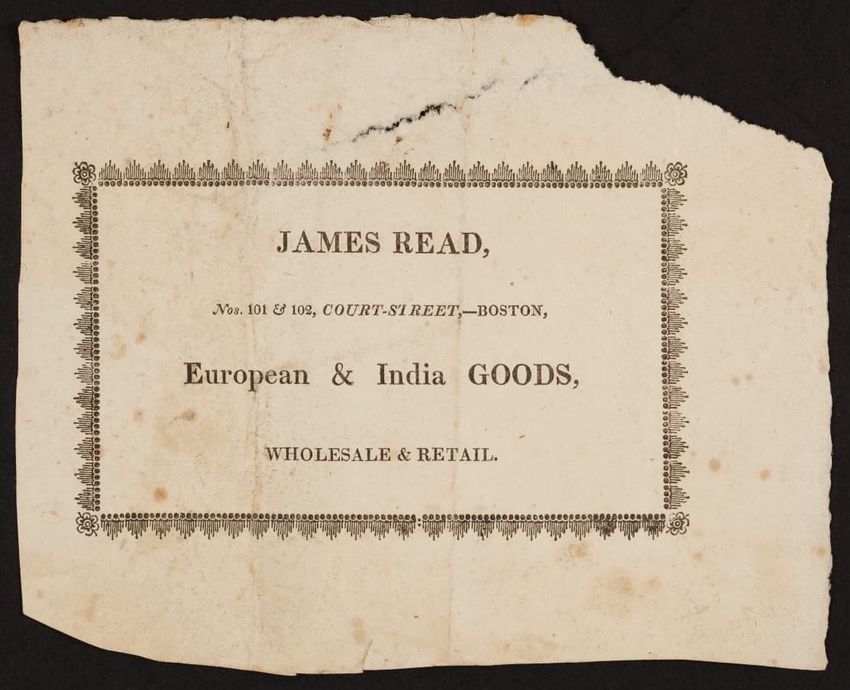 JAMES READ,
Nos. 101 & 102, COURT-STREET,—BOSTON,
European & India GOODS,
WHOLESALE & RETAIL.